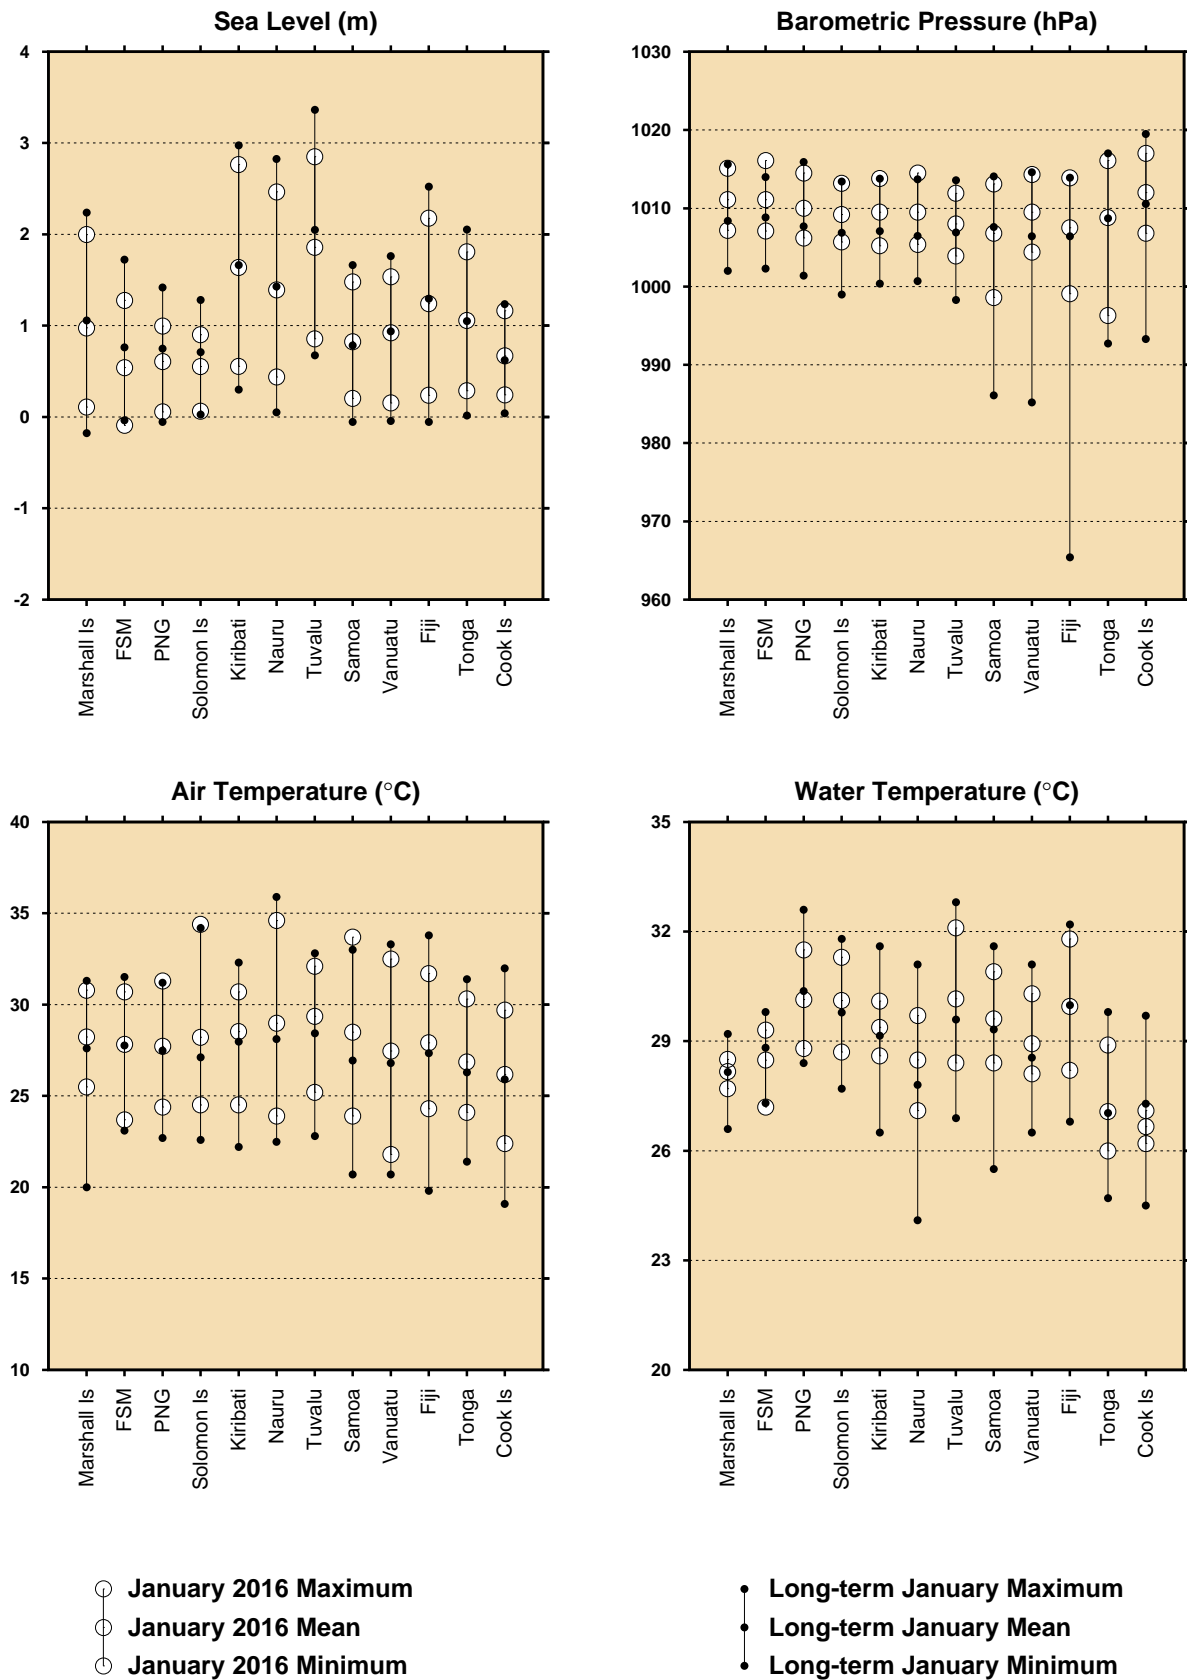 Sea Level (m)
4
3
2
1
0
-1
-2
Marshall Is
FSM
PNG
Solomon Is
Kiribati
Nauru
Tuvalu
Samoa
Vanuatu
Fiji
Tonga
Cook Is
Barometric Pressure (hPa)
1030
1020
1010
1000
990
980
970
960
Marshall Is
FSM
PNG
Solomon Is
Kiribati
Nauru
Tuvalu
Samoa
Vanuatu
Fiji
Tonga
Cook Is
Air Temperature (°C)
40
35
30
25
20
15
10
Marshall Is
FSM
PNG
Solomon Is
Kiribati
Nauru
Tuvalu
Samoa
Vanuatu
Fiji
Tonga
Cook Is
Water Temperature (°C)
35
32
29
26
23
20
Marshall Is
FSM
PNG
Solomon Is
Kiribati
Nauru
Tuvalu
Samoa
Vanuatu
Fiji
Tonga
Cook Is
January 2016 Maximum
January 2016 Mean
January 2016 Minimum
Long-term January Maximum
Long-term January Mean
Long-term January Minimum